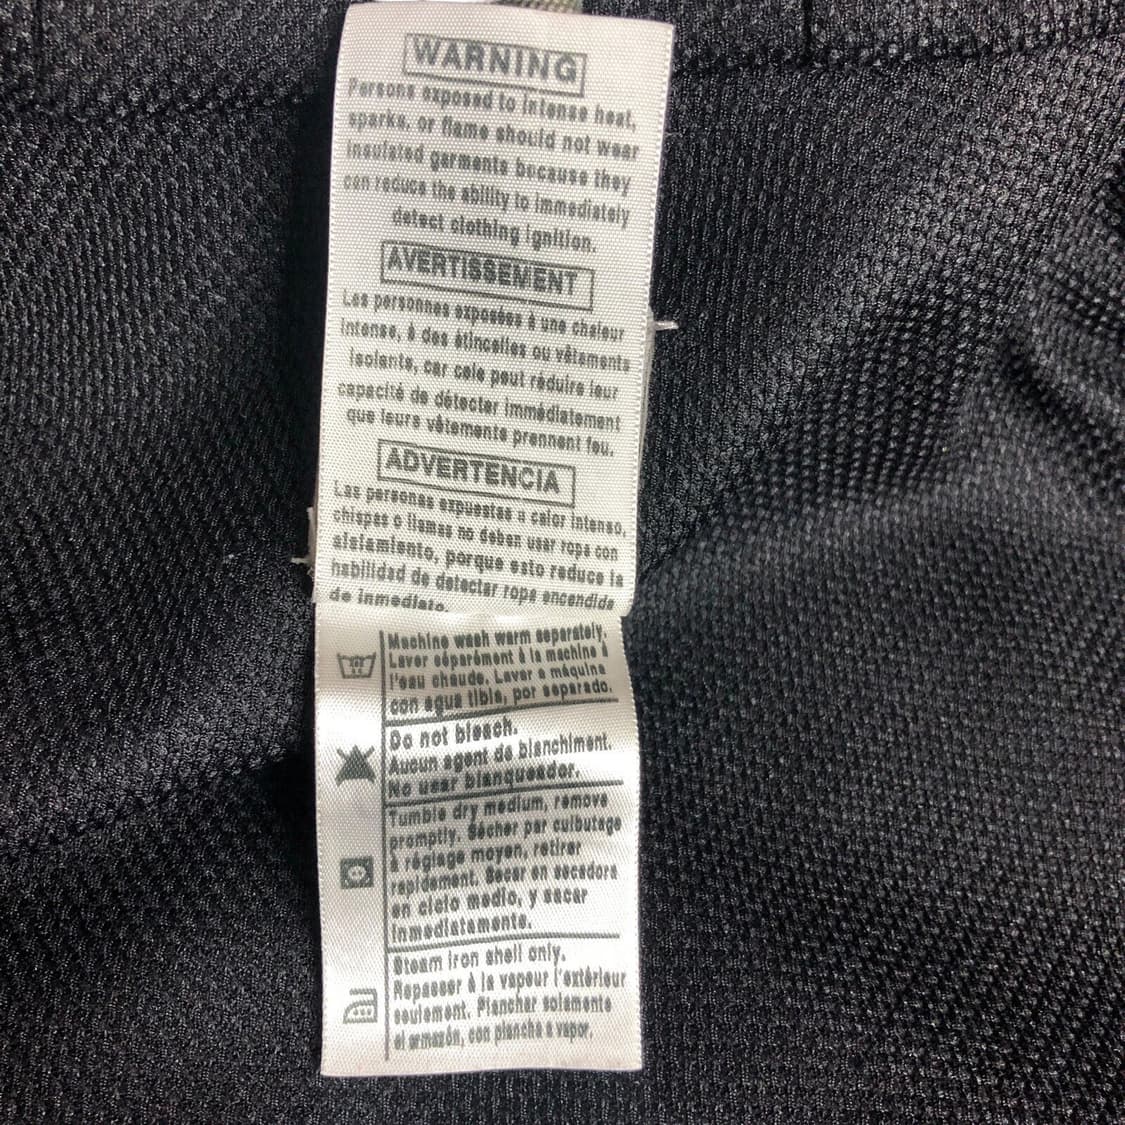 WARNING
Persons exposed to intense heat,
sparks, or flame should not wear
insulated garments because they
can reduce the ability to immediately
detect clothing ignition.
AVERTISSEMENT
Les personnes exposées à une chaleur
intense, à des étincelles ou vêtements
isolants, car cela peut réduire leur
capacité de détecter immédiatement
que leurs vêtements prennent feu.
ADVERTENCIA
Las personas expuestas a calor intenso,
chispas o llamas no deben usar ropa con
aislamiento, porque esto reduce la
habilidad de detectar ropa encendida
de inmediato.
Machine wash warm separately.
Laver séparément à la machine à
l'eau chaude. Lavar a máquina
con agua tibia, por separado.
Do not bleach.
Aucun agent de blanchiment.
No usar blanqueador.
Tumble dry medium, remove
promptly. Sécher par culbutage
à réglage moyen, retirer
rapidement. Secar en secadora
en ciclo medio, y sacar
inmediatamente.
Steam iron shell only.
Repasser à la vapeur l'extérieur
seulement. Planchar solamente
el armazón, con plancha a vapor.